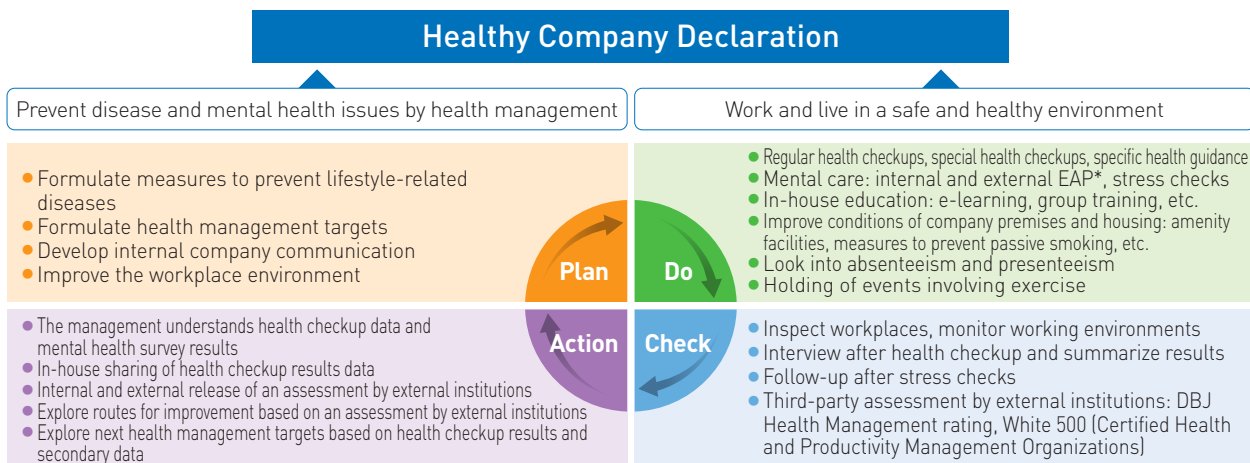 Healthy Company Declaration
Prevent disease and mental health issues by health management
Work and live in a safe and healthy environment
● Formulate measures to prevent lifestyle-related
diseases
● Formulate health management targets
● Develop internal company communication
● Improve the workplace environment
Plan
● Regular health checkups, special health checkups, specific health guidance
● Mental care: internal and external EAP*, stress checks
● In-house education: e-learning, group training, etc.
● Improve conditions of company premises and housing: amenity
facilities, measures to prevent passive smoking, etc.
● Look into absenteeism and presenteeism
● Holding of events involving exercise
Do
● The management understands health checkup data and
mental health survey results
● In-house sharing of health checkup results data
● Internal and external release of an assessment by external institutions
● Explore routes for improvement based on an assessment by external institutions
● Explore next health management targets based on health checkup results and
secondary data
Action
Check
● Inspect workplaces, monitor working environments
● Interview after health checkup and summarize results
● Follow-up after stress checks
● Third-party assessment by external institutions: DBJ
Health Management rating, White 500 (Certified Health
and Productivity Management Organizations)